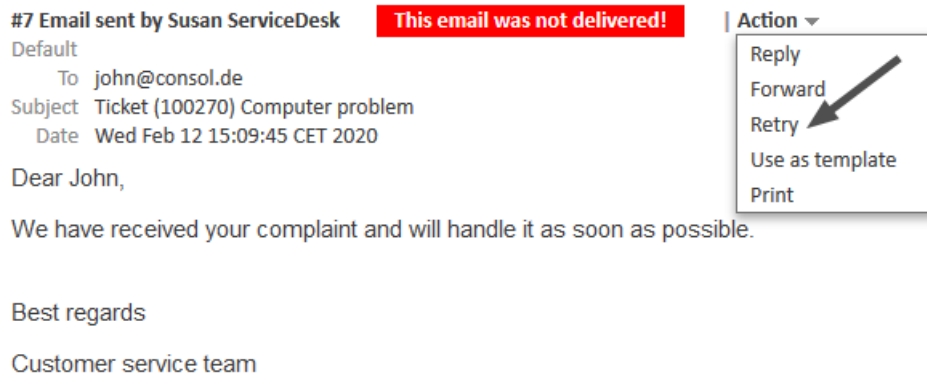 #7 Email sent by Susan ServiceDesk This email was not delivered! | Action
Default
To john@consol.de
Subject Ticket (100270) Computer problem
Date Wed Feb 12 15:09:45 CET 2020
Reply
Forward
Retry
Use as template
Print
Dear John,
We have received your complaint and will handle it as soon as possible.
Best regards
Customer service team